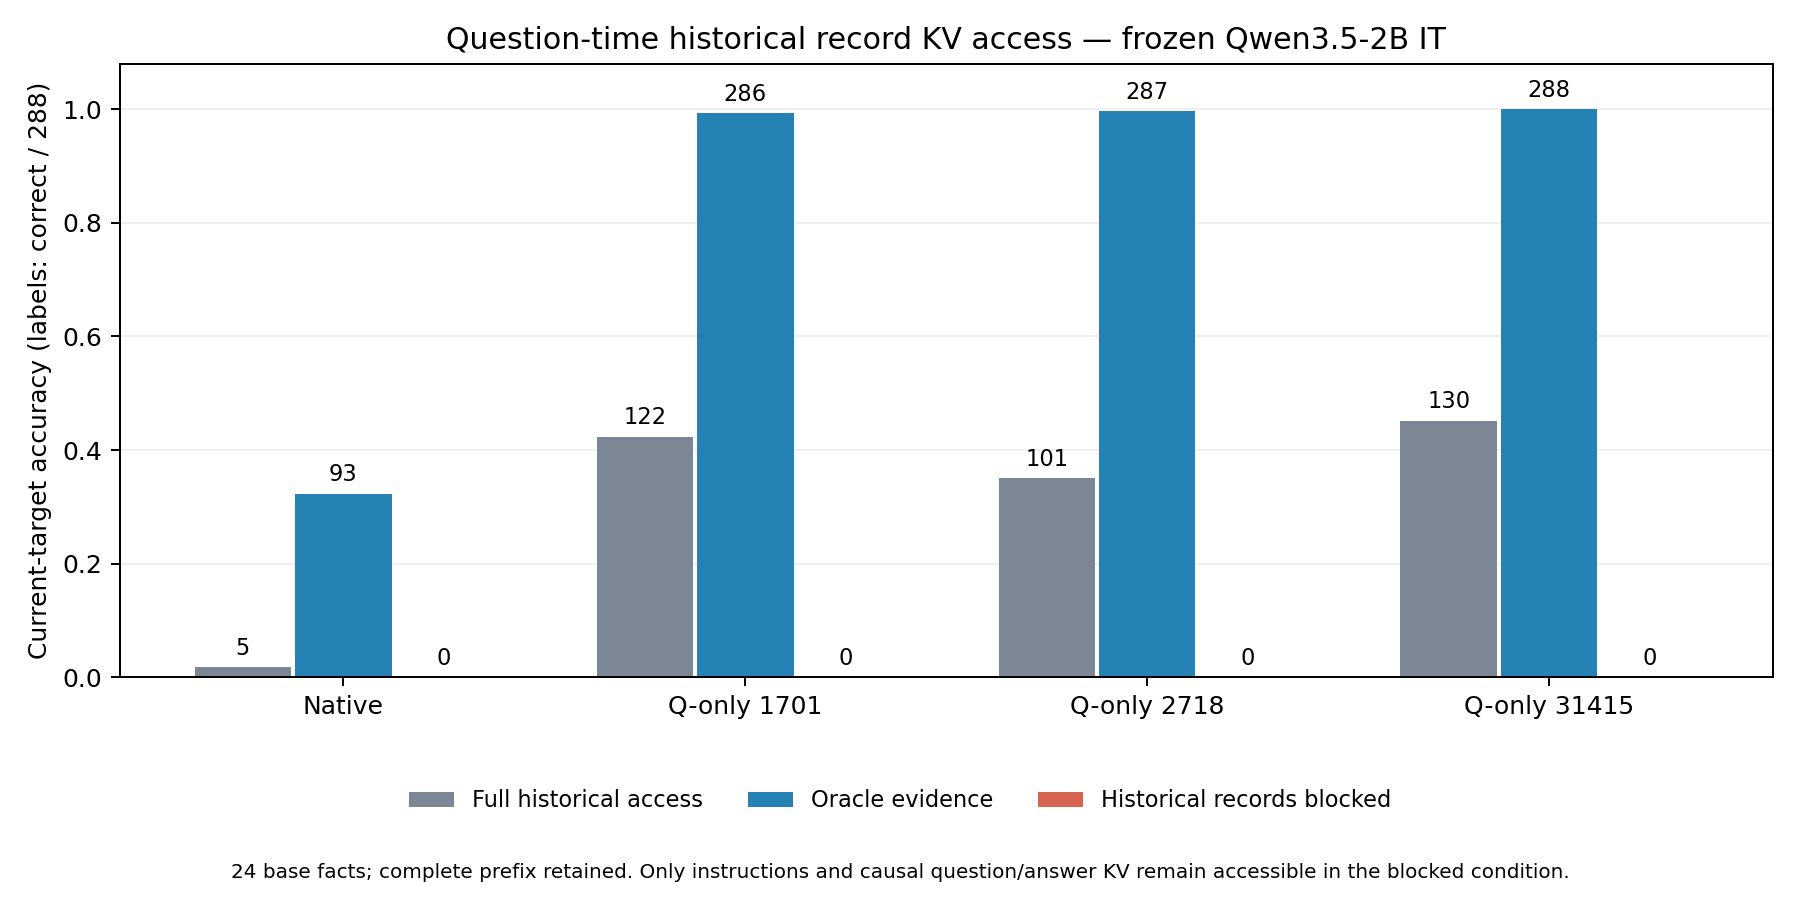 Question-time historical record KV access — frozen Qwen3.5-2B IT
Current-target accuracy (labels: correct / 288)
1.0
0.8
0.6
0.4
0.2
0.0
5
93
0
122
286
0
101
287
0
130
288
0
Native
Q-only 1701
Q-only 2718
Q-only 31415
Full historical access
Oracle evidence
Historical records blocked
24 base facts; complete prefix retained. Only instructions and causal question/answer KV remain accessible in the blocked condition.